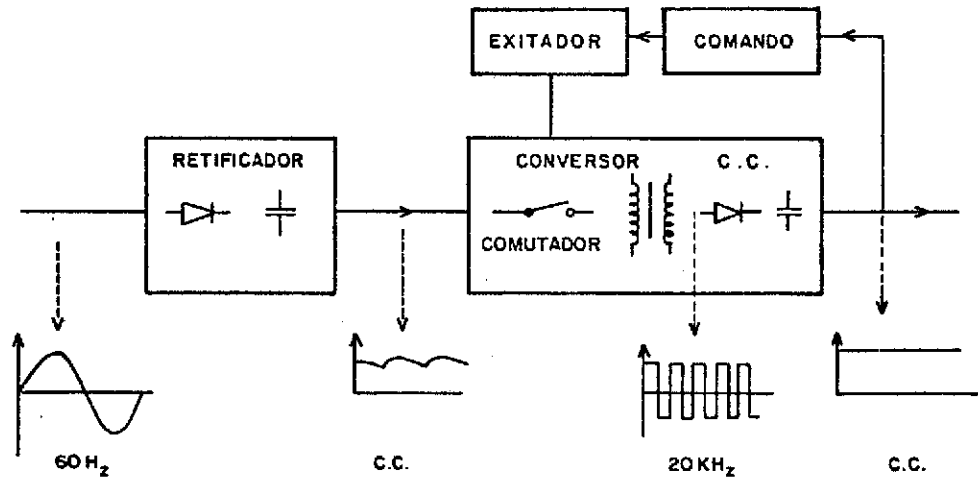 EXITADOR
COMANDO
RETIFICADOR
CONVERSOR
C.C.
COMUTADOR
60 Hz
C.C.
20 KHz
C.C.